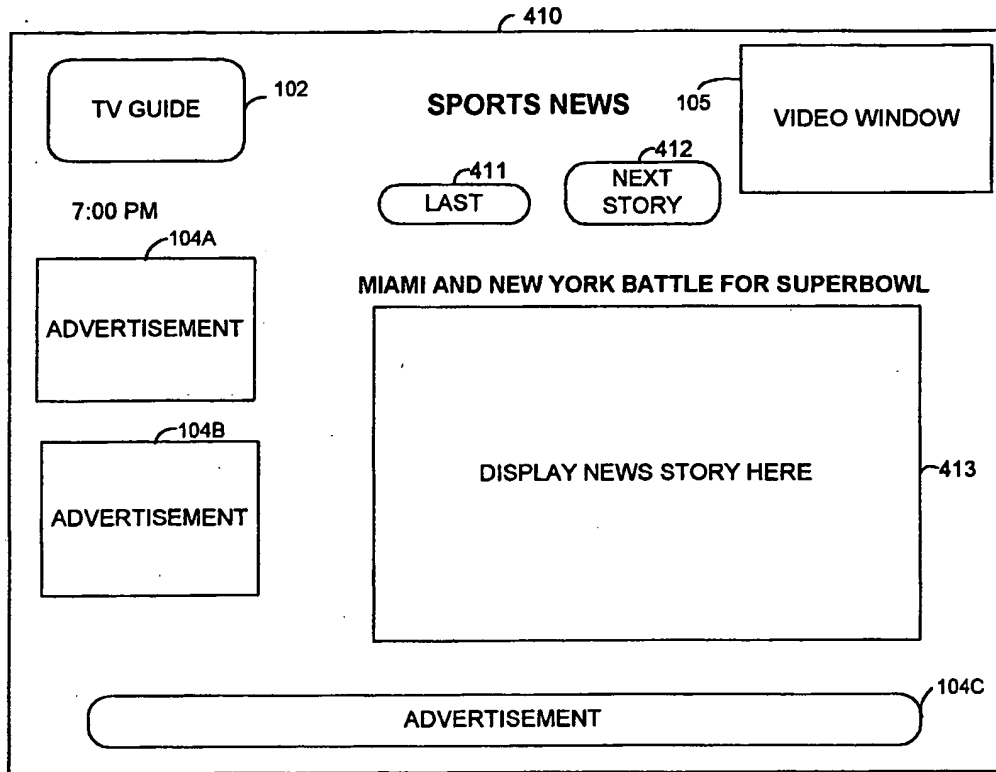 410
TV GUIDE
102
SPORTS NEWS
105
VIDEO WINDOW
411
LAST
412
NEXT
STORY
7:00 PM
104A
ADVERTISEMENT
MIAMI AND NEW YORK BATTLE FOR SUPERBOWL
104B
ADVERTISEMENT
DISPLAY NEWS STORY HERE
413
104C
ADVERTISEMENT